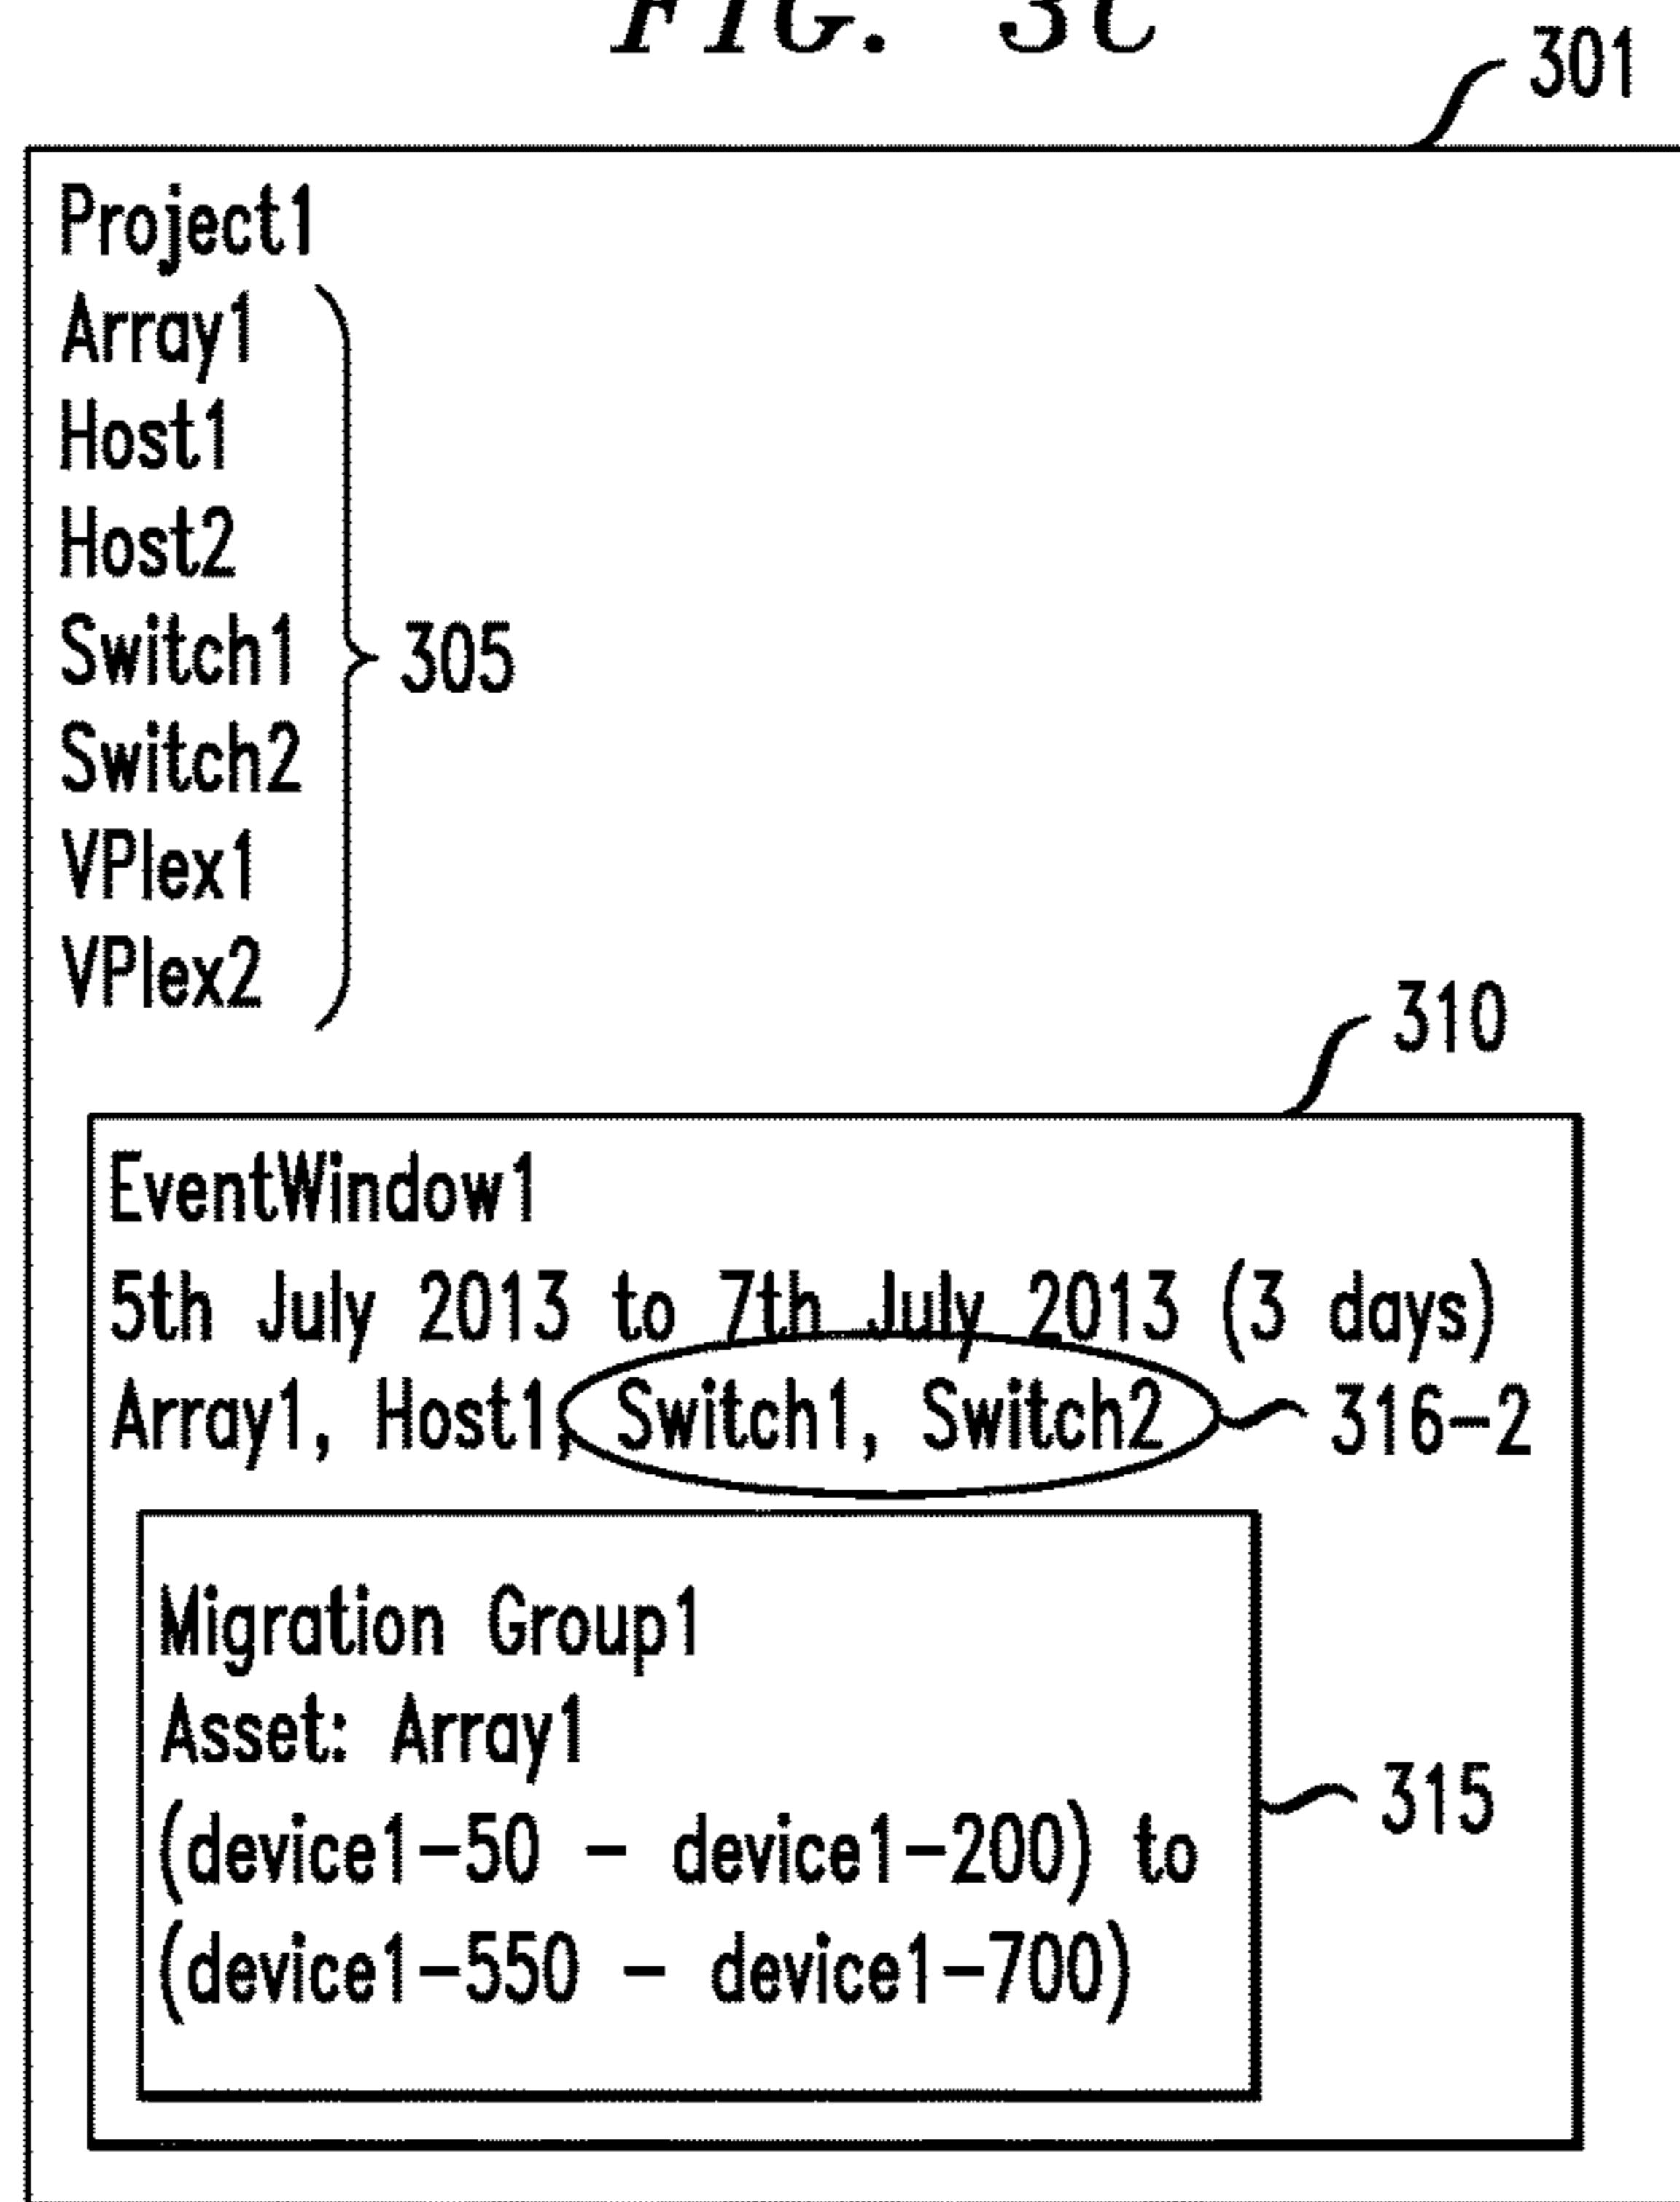 FIG. 3C
301
Project1
Array1
Host1
Host2
Switch1
305
Switch2
VPlex1
VPlex2
310
EventWindow1
5th July 2013 to 7th July 2013 (3 days)
Array1, Host1, Switch1, Switch2
316-2
Migration Group1
Asset: Array1
(device1-50 - device1-200) to
315
(device1-550 - device1-700)